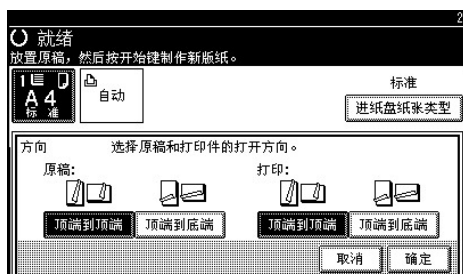 2
就绪
放置原稿，然后按开始键制作新版纸。
1
A4
标 准
自动
标准
进纸盘纸张类型
方向 选择原稿和打印件的打开方向。
原稿: 打印:
顶端到顶端 顶端到底端 顶端到顶端 顶端到底端
取消 确定